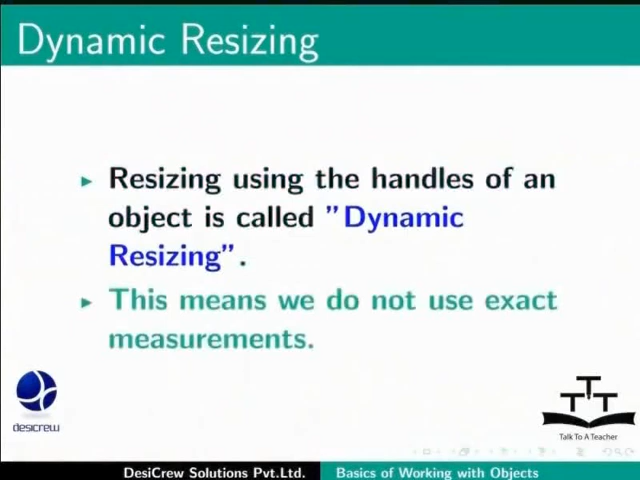 Dynamic Resizing
Resizing using the handles of an
object is called "Dynamic
Resizing".
This means we do not use exact
measurements.
desicrew
T T T
Talk To A Teacher
DesiCrew Solutions Pvt.Ltd. Basics of Working with Objects